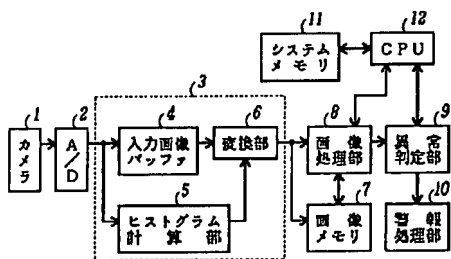 11
システム
メモリ
12
CPU
3
1
カメラ
2
A/D
4
入力画像
バッファ
6
変換部
5
ヒストグラム
計算部
8
画像
処理部
9
異常
判定部
7
画像
メモリ
10
警報
処理部